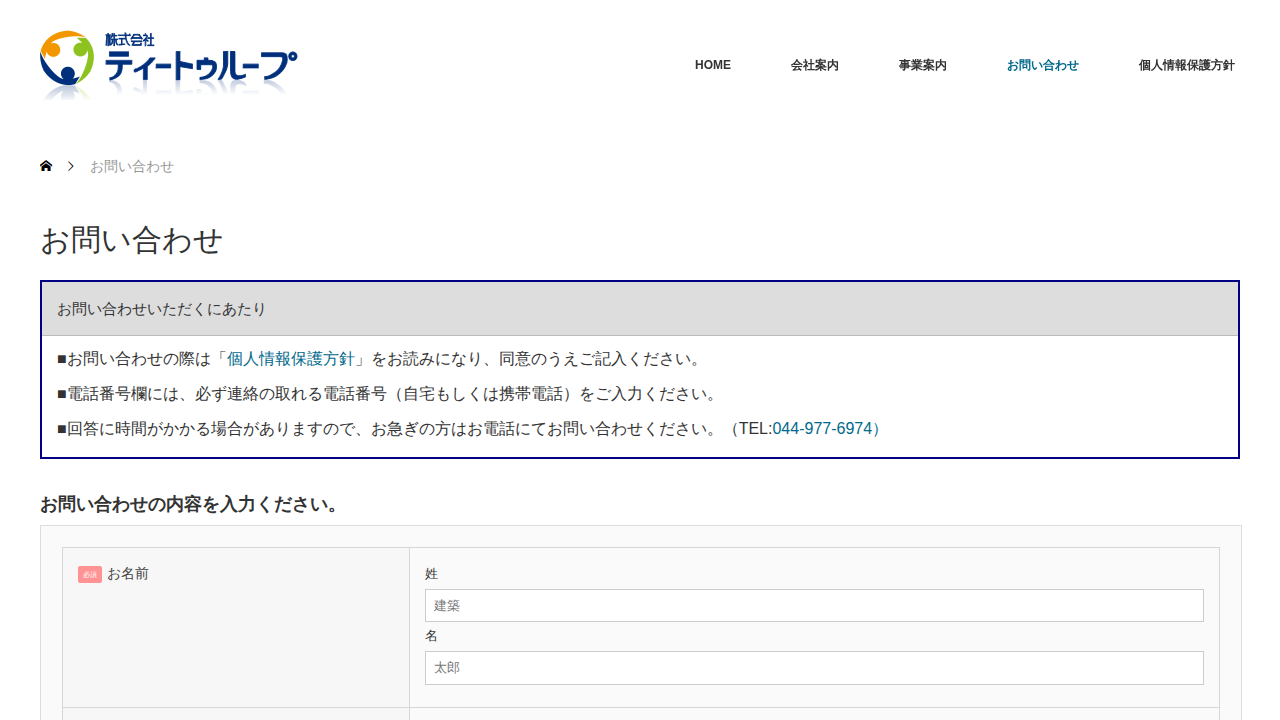 株式会社
ティートゥループ
HOME
会社案内
事業案内
お問い合わせ
個人情報保護方針
お問い合わせ
お問い合わせ
お問い合わせいただくにあたり
■お問い合わせの際は「個人情報保護方針」をお読みになり、同意のうえご記入ください。
■電話番号欄には、必ず連絡の取れる電話番号（自宅もしくは携帯電話）をご入力ください。
■回答に時間がかかる場合がありますので、お急ぎの方はお電話にてお問い合わせください。（TEL:044-977-6974）
お問い合わせの内容を入力ください。
必須 お名前
姓
建築
名
太郎